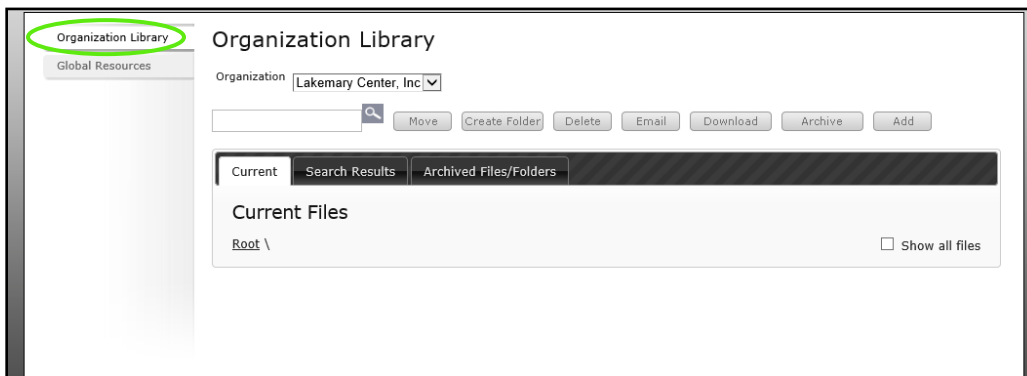 Organization Library
Global Resources
Organization Library
Organization Lakemary Center, Inc
Move Create Folder Delete Email Download Archive Add
Current Search Results Archived Files/Folders
Current Files
Root \ Show all files